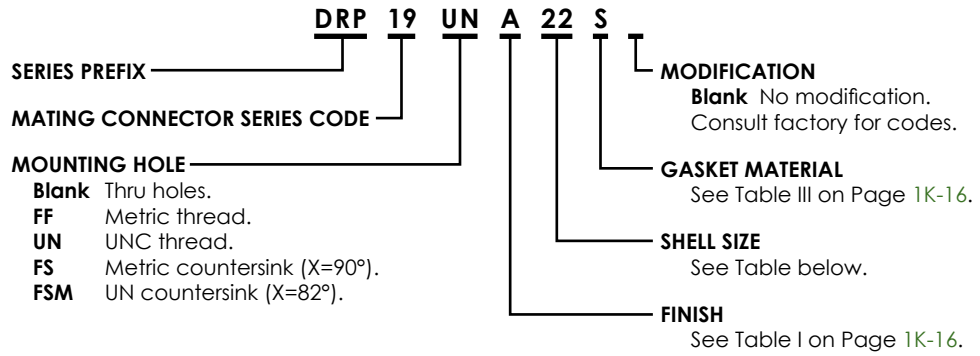 DRP 19 UN A 22 S
SERIES PREFIX
MATING CONNECTOR SERIES CODE
MOUNTING HOLE
Blank Thru holes.
FF Metric thread.
UN UNC thread.
FS Metric countersink (X=90°).
FSM UN countersink (X=82°).
MODIFICATION
Blank No modification.
Consult factory for codes.
GASKET MATERIAL
See Table III on Page 1K-16.
SHELL SIZE
See Table below.
FINISH
See Table I on Page 1K-16.